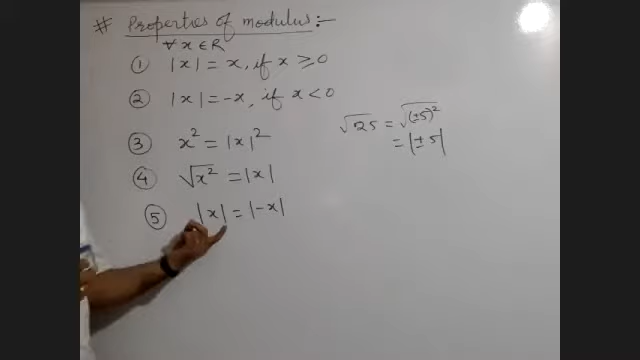 # Properties of modulus:-
∀ x ∈ R
① |x| = x, if x ≥ 0
② |x| = -x, if x < 0
③ x² = |x|²
④ √x² = |x|
⑤ |x| = |-x|
√25 = √(±5)²
= |±5|